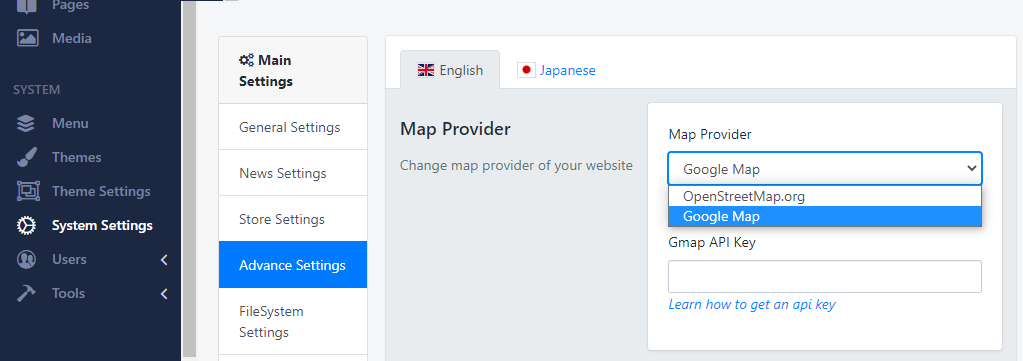 Pages
Media
SYSTEM
Menu
Themes
Theme Settings
System Settings
Users
Tools
Main
Settings
General Settings
News Settings
Store Settings
Advance Settings
FileSystem
Settings
English
Japanese
Map Provider
Change map provider of your website
Map Provider
Google Map
OpenStreetMap.org
Google Map
Gmap API Key
Learn how to get an api key